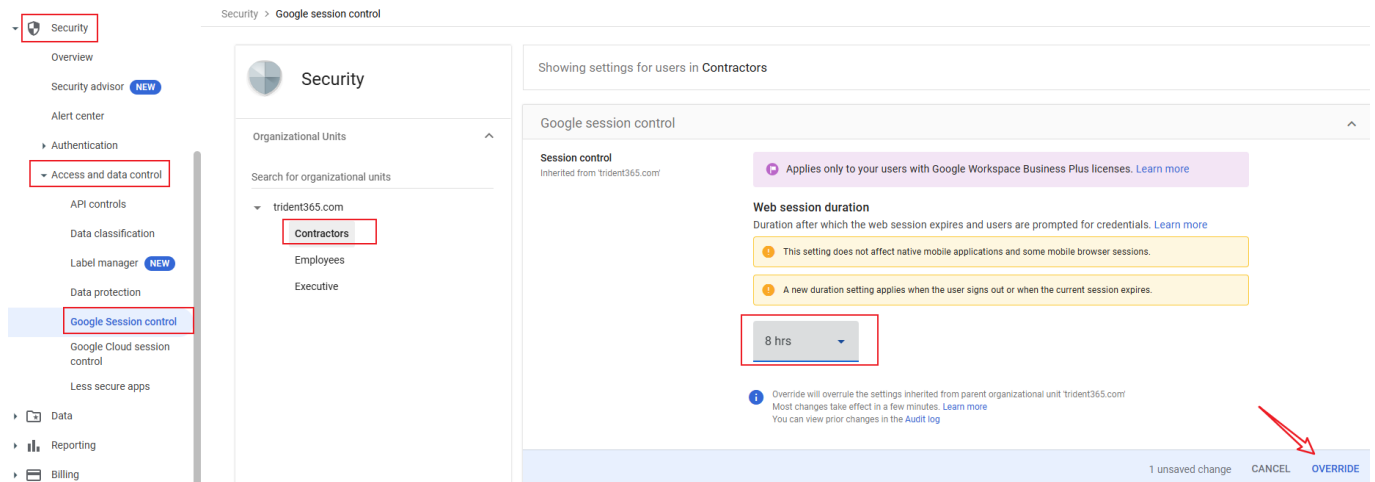 Security
Overview
Security advisor NEW
Alert center
Authentication
Access and data control
API controls
Data classification
Label manager NEW
Data protection
Google Session control
Google Cloud session
control
Less secure apps
Data
Reporting
Billing
Security > Google session control
Security
Organizational Units
Search for organizational units
trident365.com
Contractors
Employees
Executive
Showing settings for users in Contractors
Google session control
Session control
Inherited from 'trident365.com'
Applies only to your users with Google Workspace Business Plus licenses. Learn more
Web session duration
Duration after which the web session expires and users are prompted for credentials. Learn more
This setting does not affect native mobile applications and some mobile browser sessions.
A new duration setting applies when the user signs out or when the current session expires.
8 hrs
Override will overrule the settings inherited from parent organizational unit 'trident365.com'
Most changes take effect in a few minutes. Learn more
You can view prior changes in the Audit log
1 unsaved change CANCEL OVERRIDE